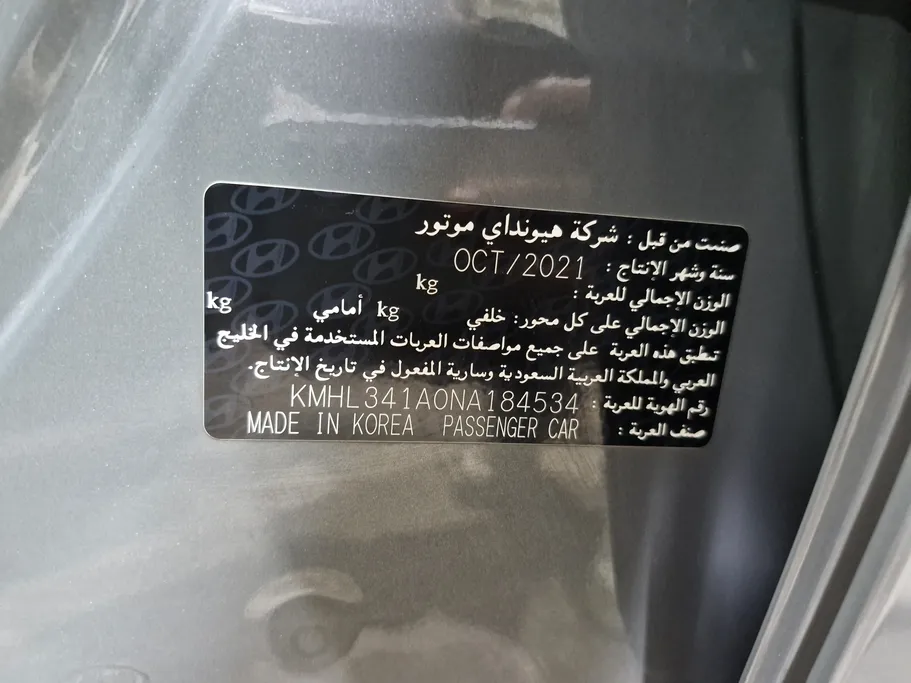 صنعت من قبل : شركة هيونداي موتور
سنة وشهر الإنتاج : OCT/2021
الوزن الإجمالي للعربة : kg
الوزن الإجمالي على كل محور: خلفي kg أمامي kg
تطبق هذه العربة على جميع مواصفات العربات المستخدمة في الخليج
العربي والمملكة العربية السعودية وسارية المفعول في تاريخ الإنتاج.
رقم الهوية للعربة : KMHL341A0NA184534
صنف العربة : PASSENGER CAR MADE IN KOREA